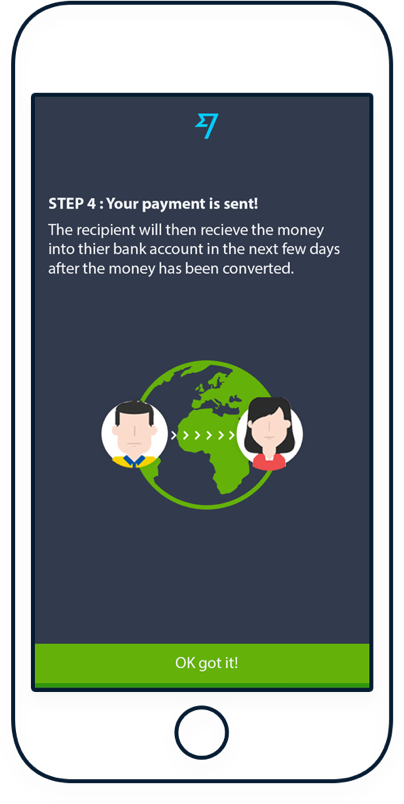 STEP 4 : Your payment is sent!
The recipient will then recieve the money
into thier bank account in the next few days
after the money has been converted.
OK got it!